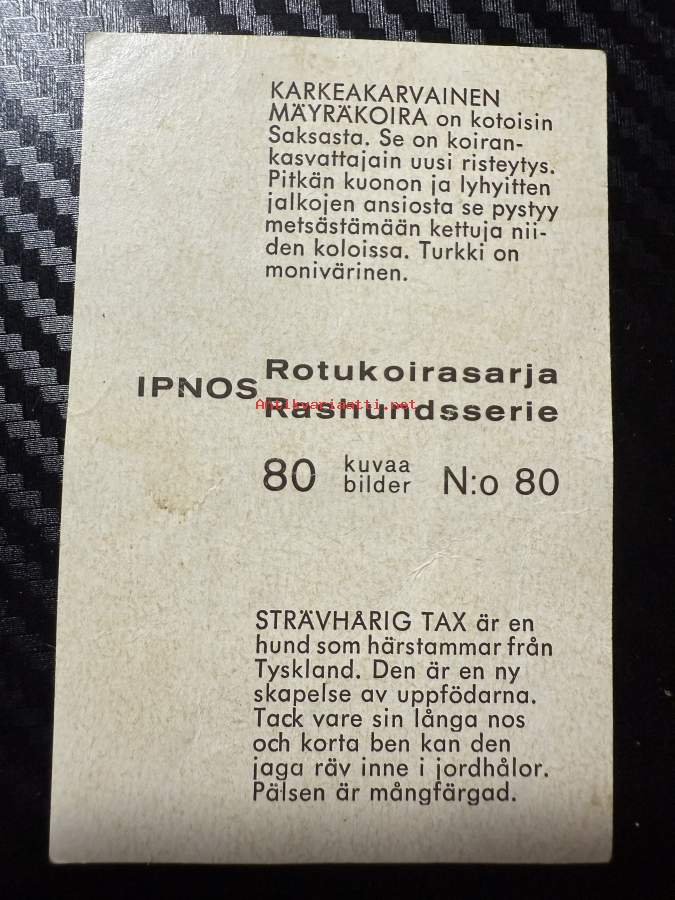 KARKEAKARVAINEN
MÄYRÄKOIRA on kotoisin
Saksasta. Se on koiran-
kasvattajain uusi risteytys.
Pitkän kuonon ja lyhyitten
jalkojen ansiosta se pystyy
metsästämään kettuja nii-
den koloissa. Turkki on
monivärinen.
IPNOS Rotukoirasarja
Antikvariaatti.net
Rashundsserie
80 kuvaa
bilder N:o 80
STRÄVHÅRIG TAX är en
hund som härstammar från
Tyskland. Den är en ny
skapelse av uppfödarna.
Tack vare sin långa nos
och korta ben kan den
jaga räv inne i jordhålor.
Pälsen är mångfärgad.